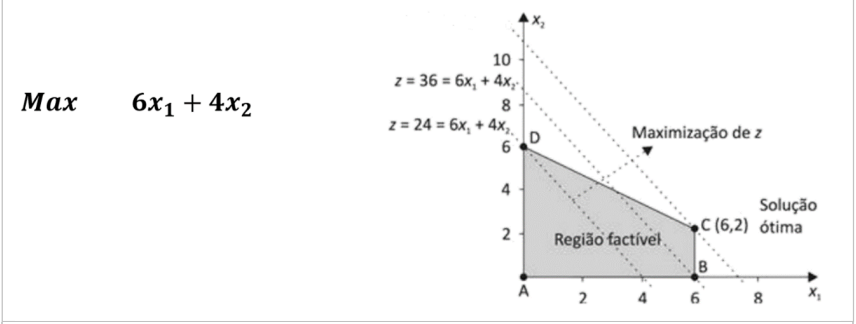 Max 6x₁ + 4x₂
x₂
10
z = 36 = 6x₁ + 4x₂
8
z = 24 = 6x₁ + 4x₂
6
D
Maximização de z
4
2
Região factível
C (6,2)
Solução
ótima
B
A
2
4
6
8
x₁